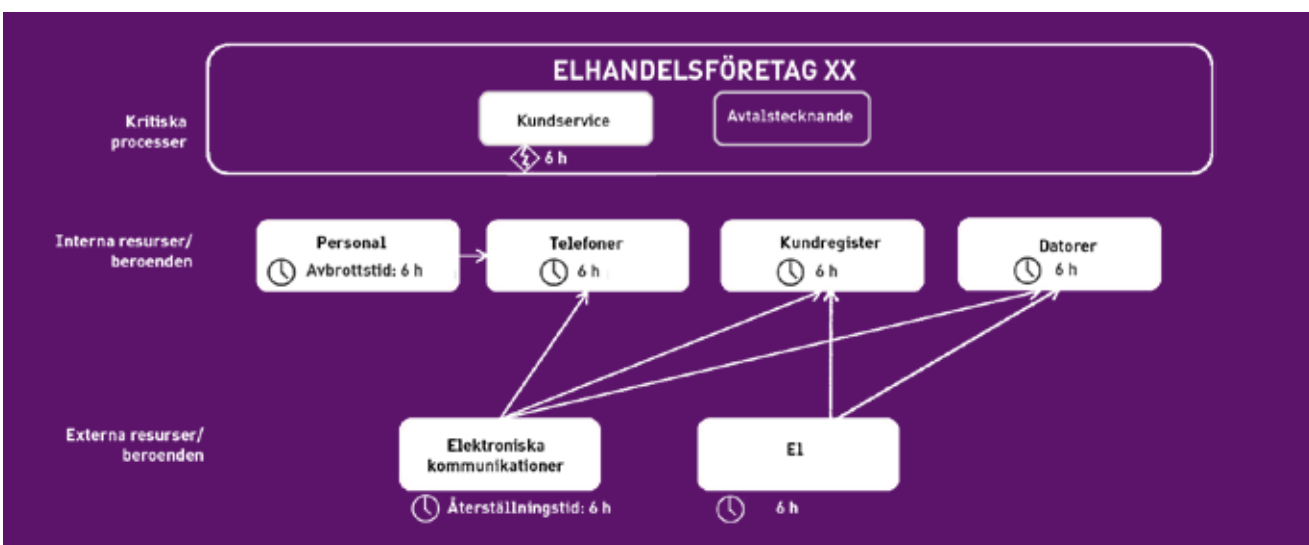 ELHANDELSFÖRETAG XX
Kritiska
processer
Kundservice
6 h
Avtalstecknande
Interna resurser/
beroenden
Personal
Avbrottstid: 6 h
Telefoner
6 h
Kundregister
6 h
Datorer
6 h
Externa resurser/
beroenden
Elektroniska
kommunikationer
Återställningstid: 6 h
El
6 h